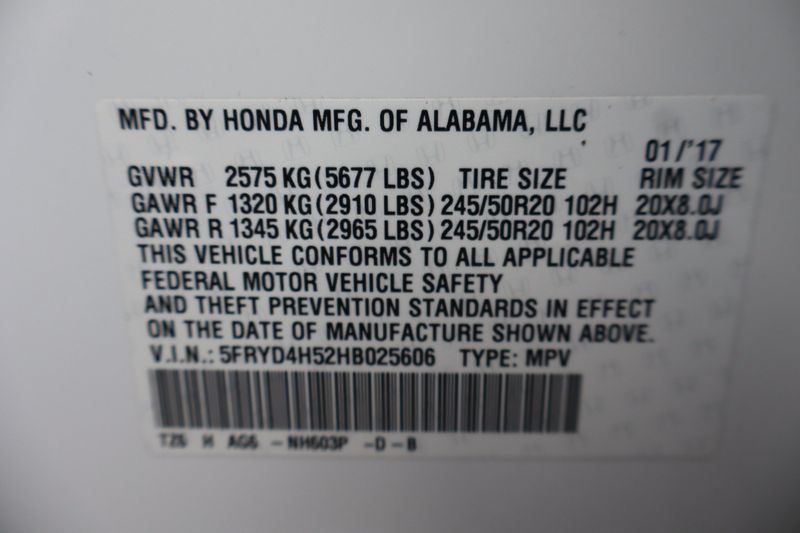 MFD. BY HONDA MFG. OF ALABAMA, LLC
01/'17
GVWR 2575 KG (5677 LBS) TIRE SIZE RIM SIZE
GAWR F 1320 KG (2910 LBS) 245/50R20 102H 20X8.0J
GAWR R 1345 KG (2965 LBS) 245/50R20 102H 20X8.0J
THIS VEHICLE CONFORMS TO ALL APPLICABLE
FEDERAL MOTOR VEHICLE SAFETY
AND THEFT PREVENTION STANDARDS IN EFFECT
ON THE DATE OF MANUFACTURE SHOWN ABOVE.
V.I.N.: 5FRYD4H52HB025606 TYPE: MPV
H -NH603P -D-B